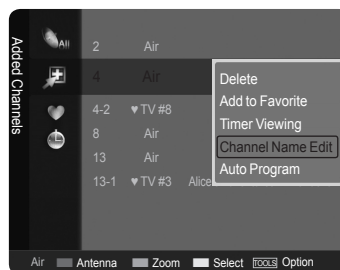 Added Channels
All
2 Air
4 Air
4-2 ♥ TV #8
8 Air
13 Air
13-1 ♥ TV #3 Alice
Delete
Add to Favorite
Timer Viewing
Channel Name Edit
Auto Program
Air Antenna Zoom Select TOOLS Option